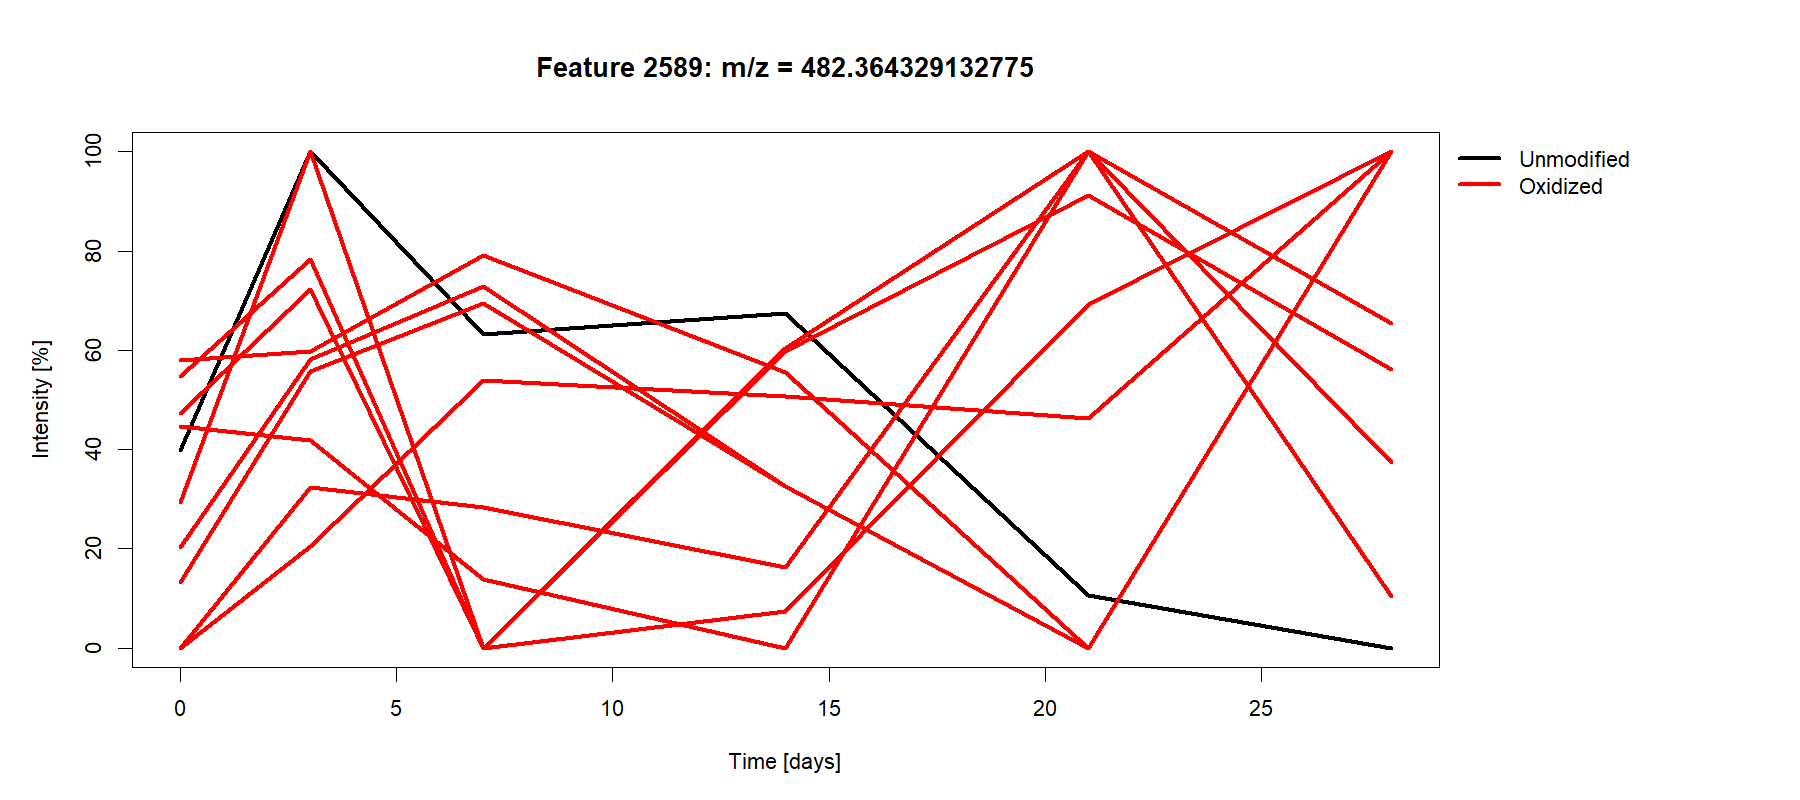 Feature 2589: m/z = 482.364329132775
Unmodified
Oxidized
Intensity [%]
100
80
60
40
20
0
0 5 10 15 20 25
Time [days]